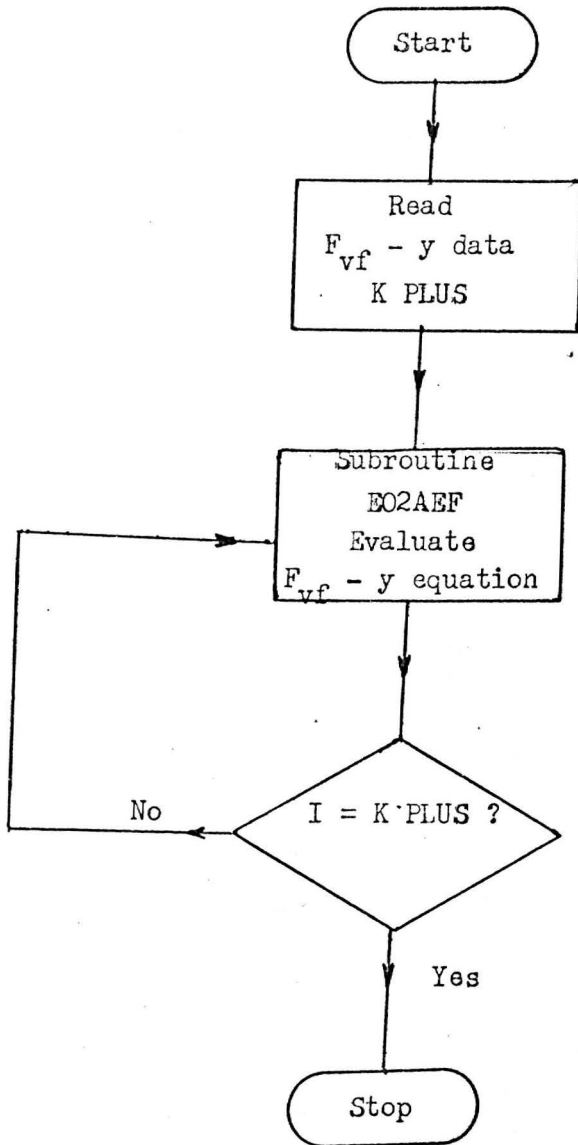 Start
Read
F_vf - y data
K PLUS
Subroutine
E02AEF
Evaluate
F_vf - y equation
I = K PLUS ?
No
Yes
Stop